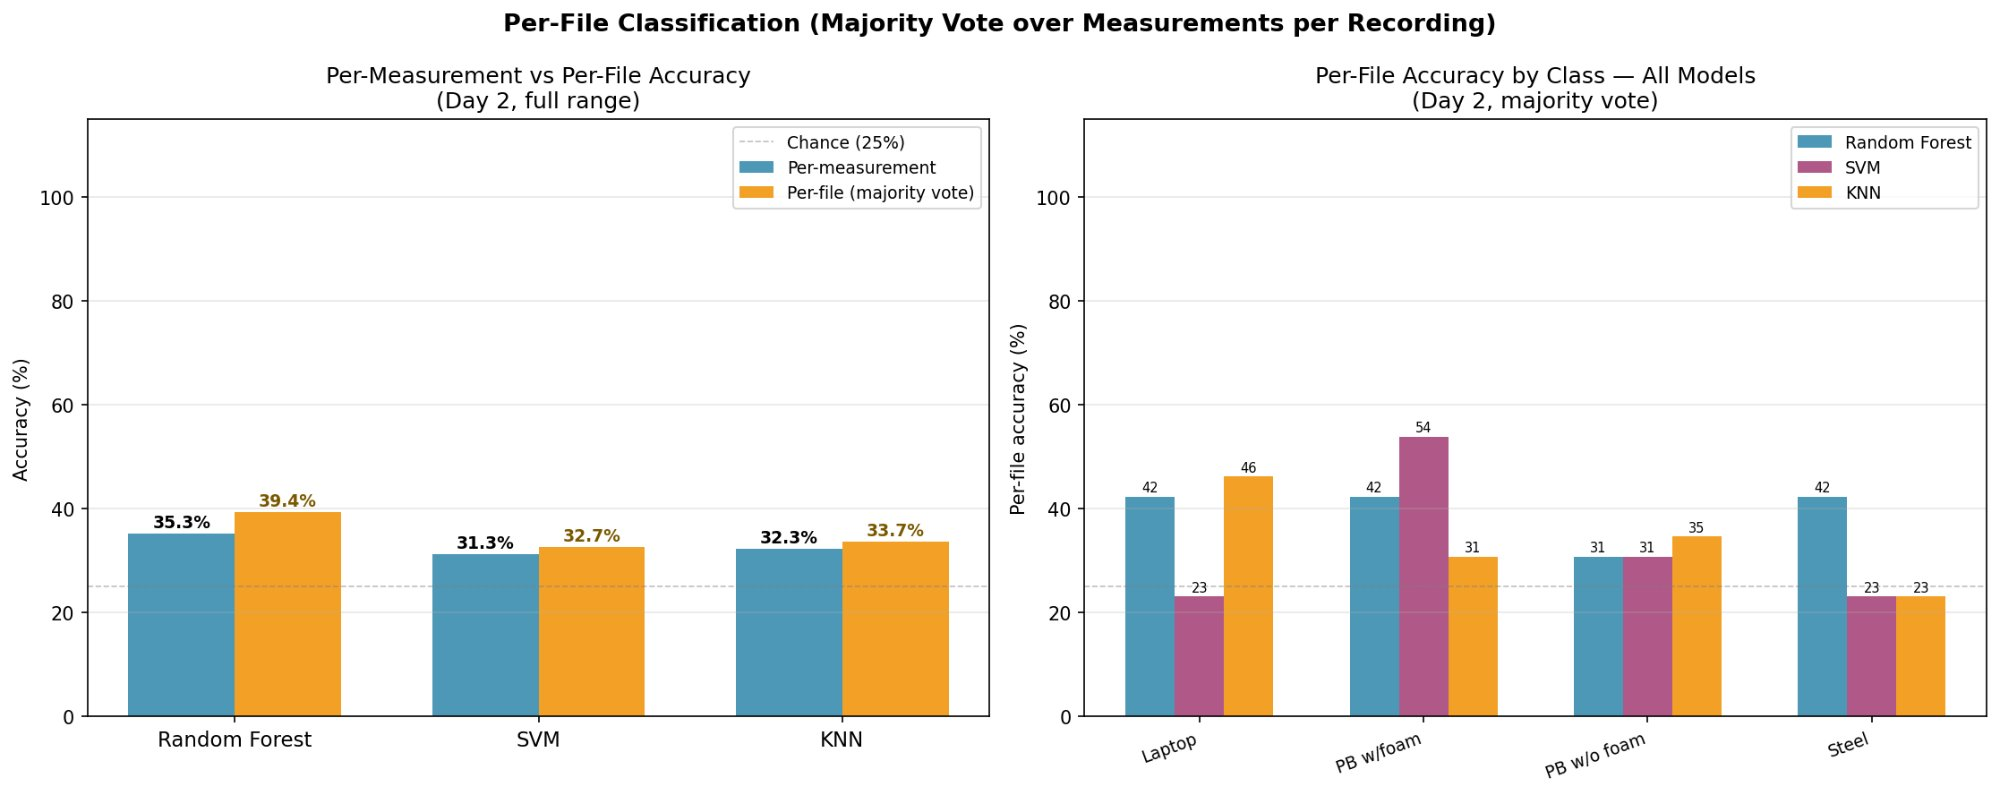 Per-File Classification (Majority Vote over Measurements per Recording)
Per-Measurement vs Per-File Accuracy
(Day 2, full range)
Accuracy (%)
100
80
60
40
20
0
Chance (25%)
Per-measurement
Per-file (majority vote)
35.3%
39.4%
31.3%
32.7%
32.3%
33.7%
Random Forest
SVM
KNN
Per-File Accuracy by Class — All Models
(Day 2, majority vote)
Per-file accuracy (%)
100
80
60
40
20
0
Random Forest
SVM
KNN
42
23
46
42
54
31
31
31
35
42
23
23
Laptop
PB w/foam
PB w/o foam
Steel